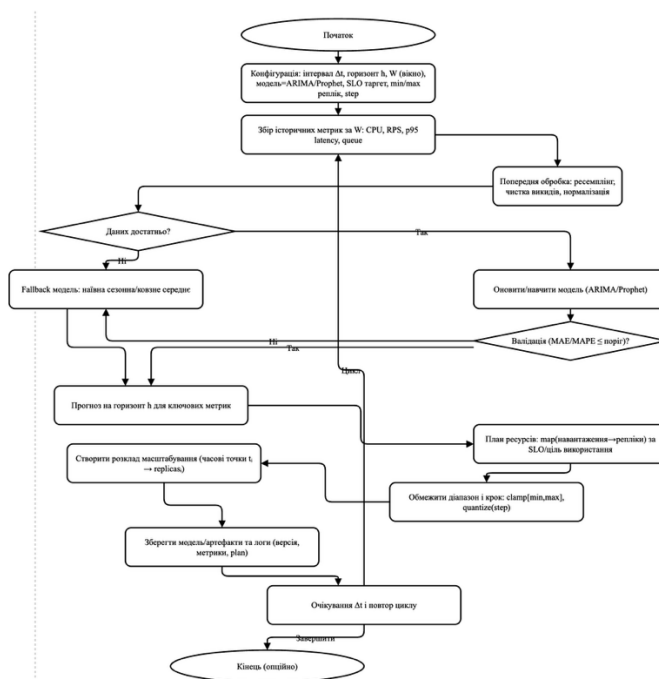 Початок
Конфігурація: інтервал Δt, горизонт h, W (вікно),
модель=ARIMA/Prophet, SLO таргет, min/max
реплік, step
Збір історичних метрик за W: CPU, RPS, p95
latency, queue
Попередня обробка: ресемплінг,
чистка викидів, нормалізація
Даних достатньо?
Так
Ні
Fallback модель: наївна сезонна/ковзне середнє
Оновити/навчити модель (ARIMA/Prophet)
Валідація (MAE/MAPE ≤ поріг)?
Ні
Так
Цикл
Прогноз на горизонт h для ключових метрик
План ресурсів: map(навантаження→репліки) за
SLO/ціль використання
Створити розклад масштабування (часові точки tᵢ
→ replicasᵢ)
Обмежити діапазон і крок: clamp[min,max],
quantize(step)
Зберегти модель/артефакти та логи (версія,
метрики, plan)
Очікування Δt і повтор циклу
Завершити
Кінець (опційно)